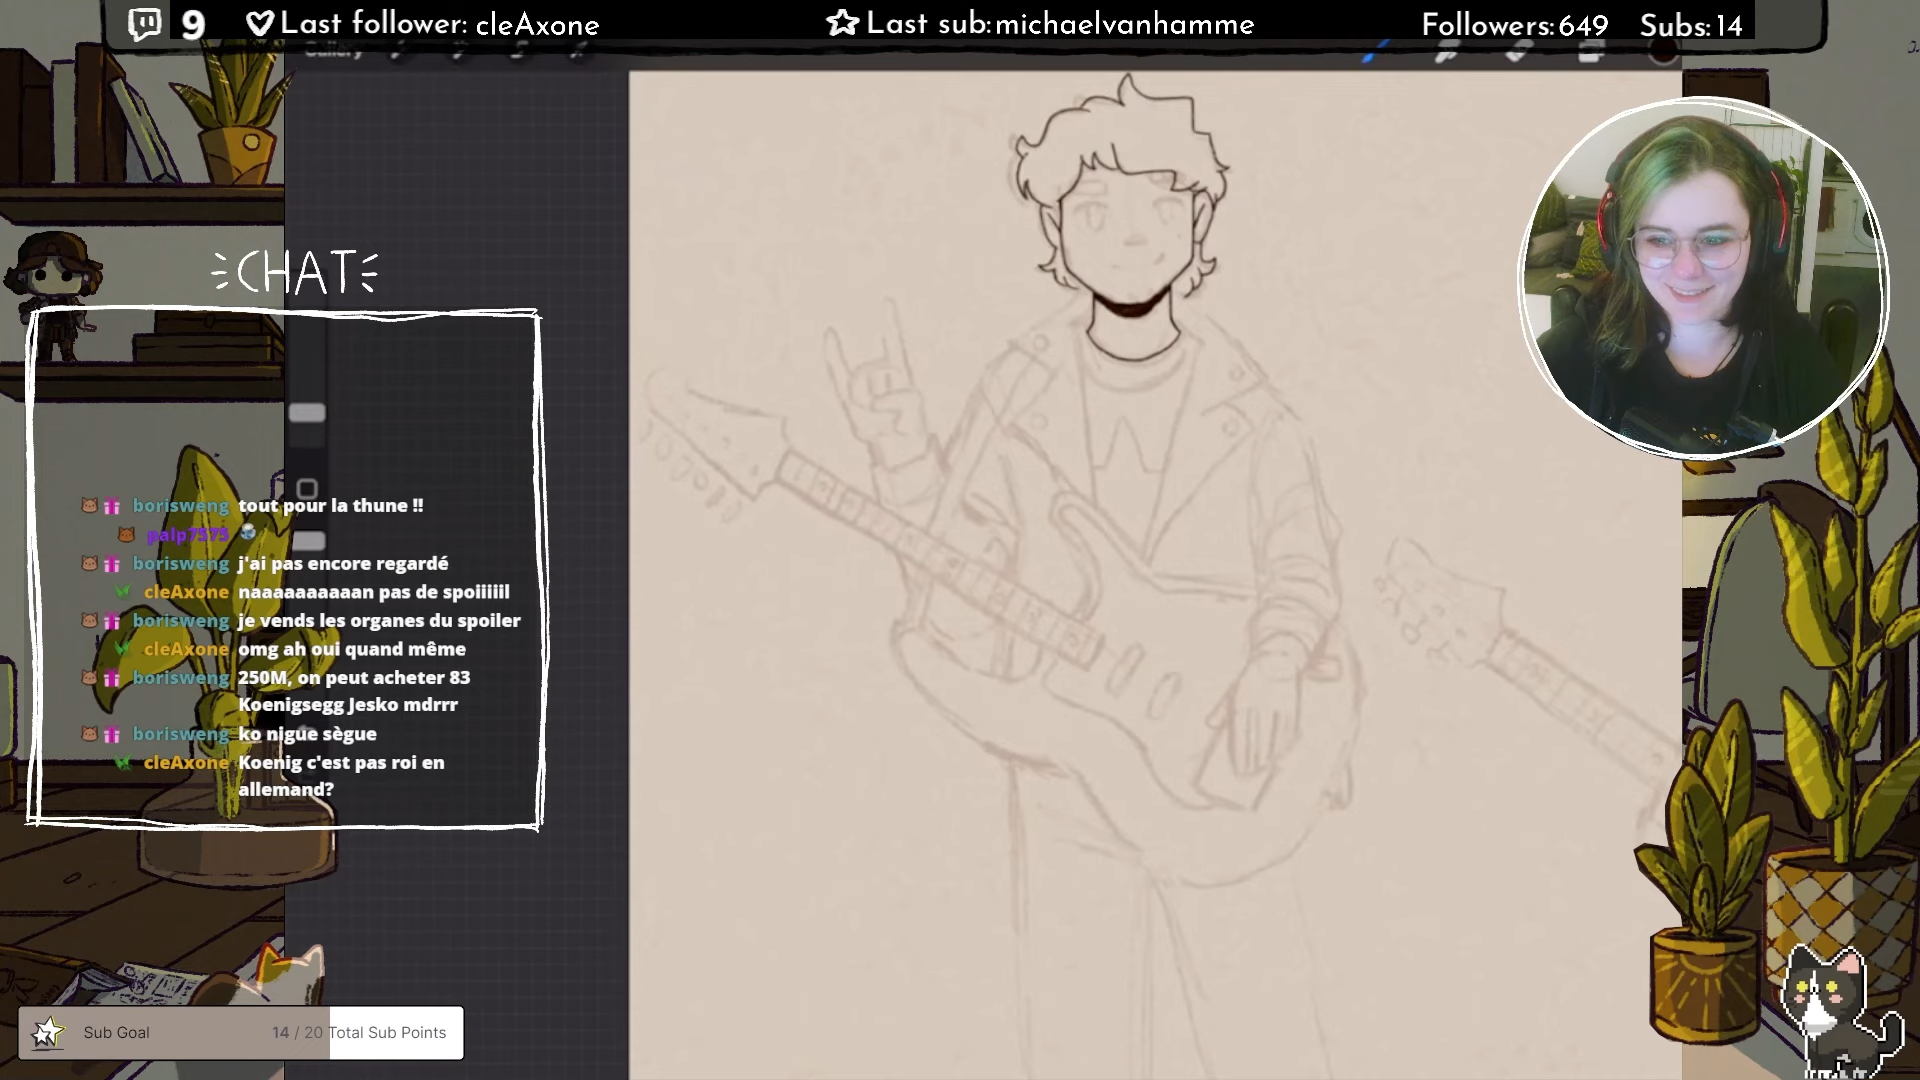 9 Last follower: cleAxone Last sub: michaelvanhamme Followers: 649 Subs: 14
Gallery
CHAT
borisweng tout pour la thune !!
palp7575
borisweng j'ai pas encore regardé
cleAxone naaaaaaaaaan pas de spoiiiiiil
borisweng je vends les organes du spoiler
cleAxone omg ah oui quand même
borisweng 250M, on peut acheter 83
Koenigsegg Jesko mdrrr
borisweng ko nigue sègue
cleAxone Koenig c'est pas roi en
allemand?
Sub Goal 14 / 20 Total Sub Points